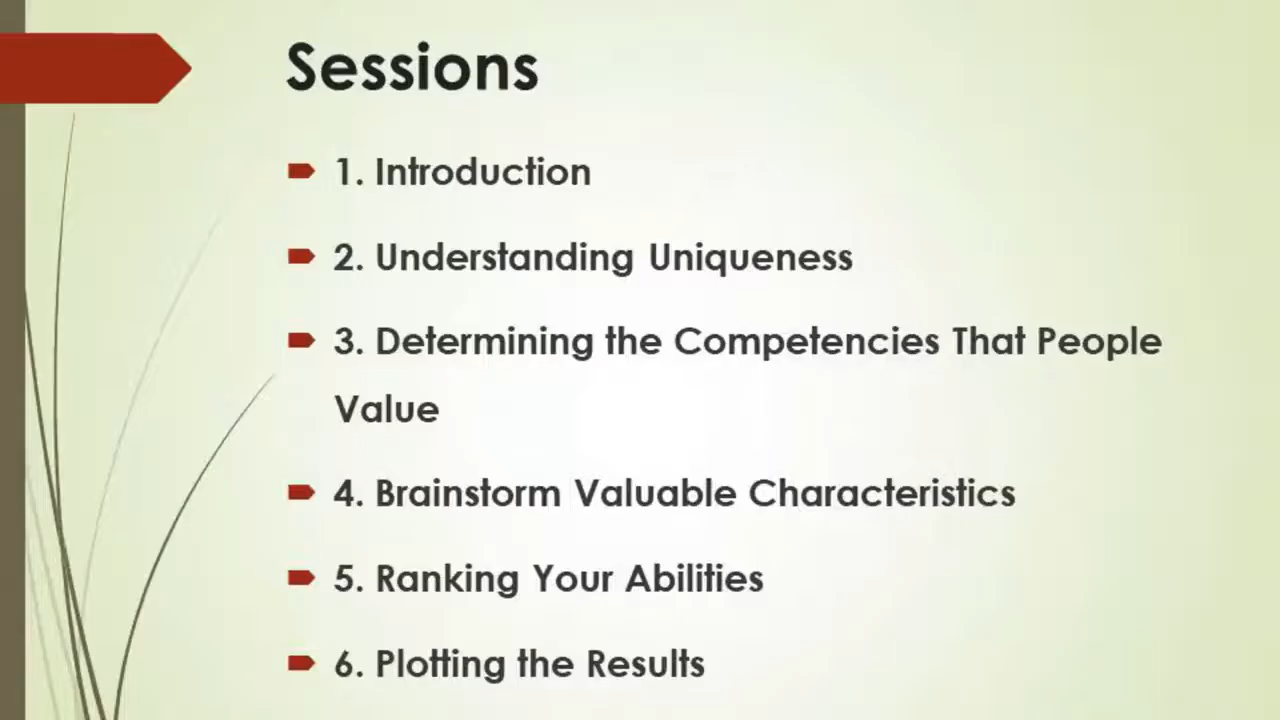 Sessions
1. Introduction
2. Understanding Uniqueness
3. Determining the Competencies That People
Value
4. Brainstorm Valuable Characteristics
5. Ranking Your Abilities
6. Plotting the Results